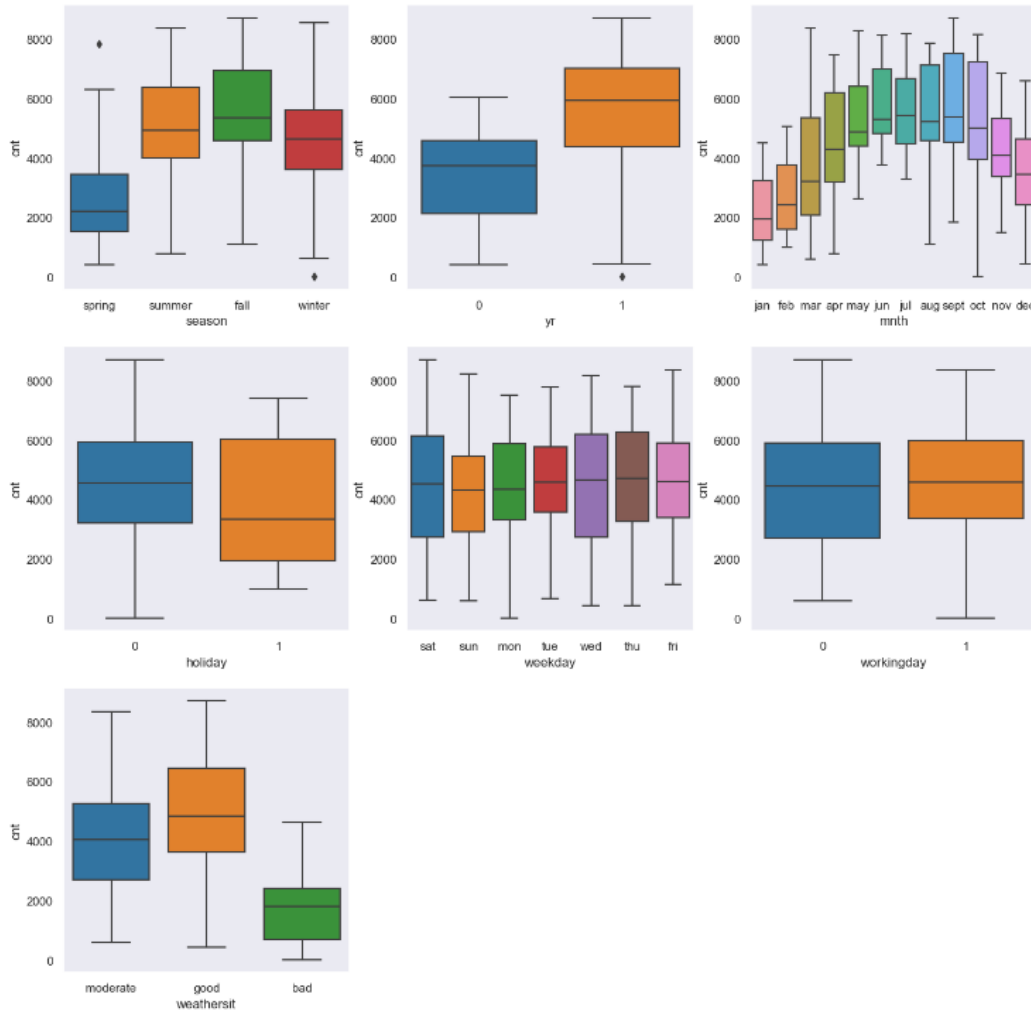 8000
6000
4000
2000
0
cnt
spring summer fall winter
season
8000
6000
4000
2000
0
cnt
0 1
yr
8000
6000
4000
2000
0
cnt
jan feb mar apr may jun jul aug sept oct nov dec
mnth
8000
6000
4000
2000
0
cnt
0 1
holiday
8000
6000
4000
2000
0
cnt
sat sun mon tue wed thu fri
weekday
8000
6000
4000
2000
0
cnt
0 1
workingday
8000
6000
4000
2000
0
cnt
moderate good bad
weathersit